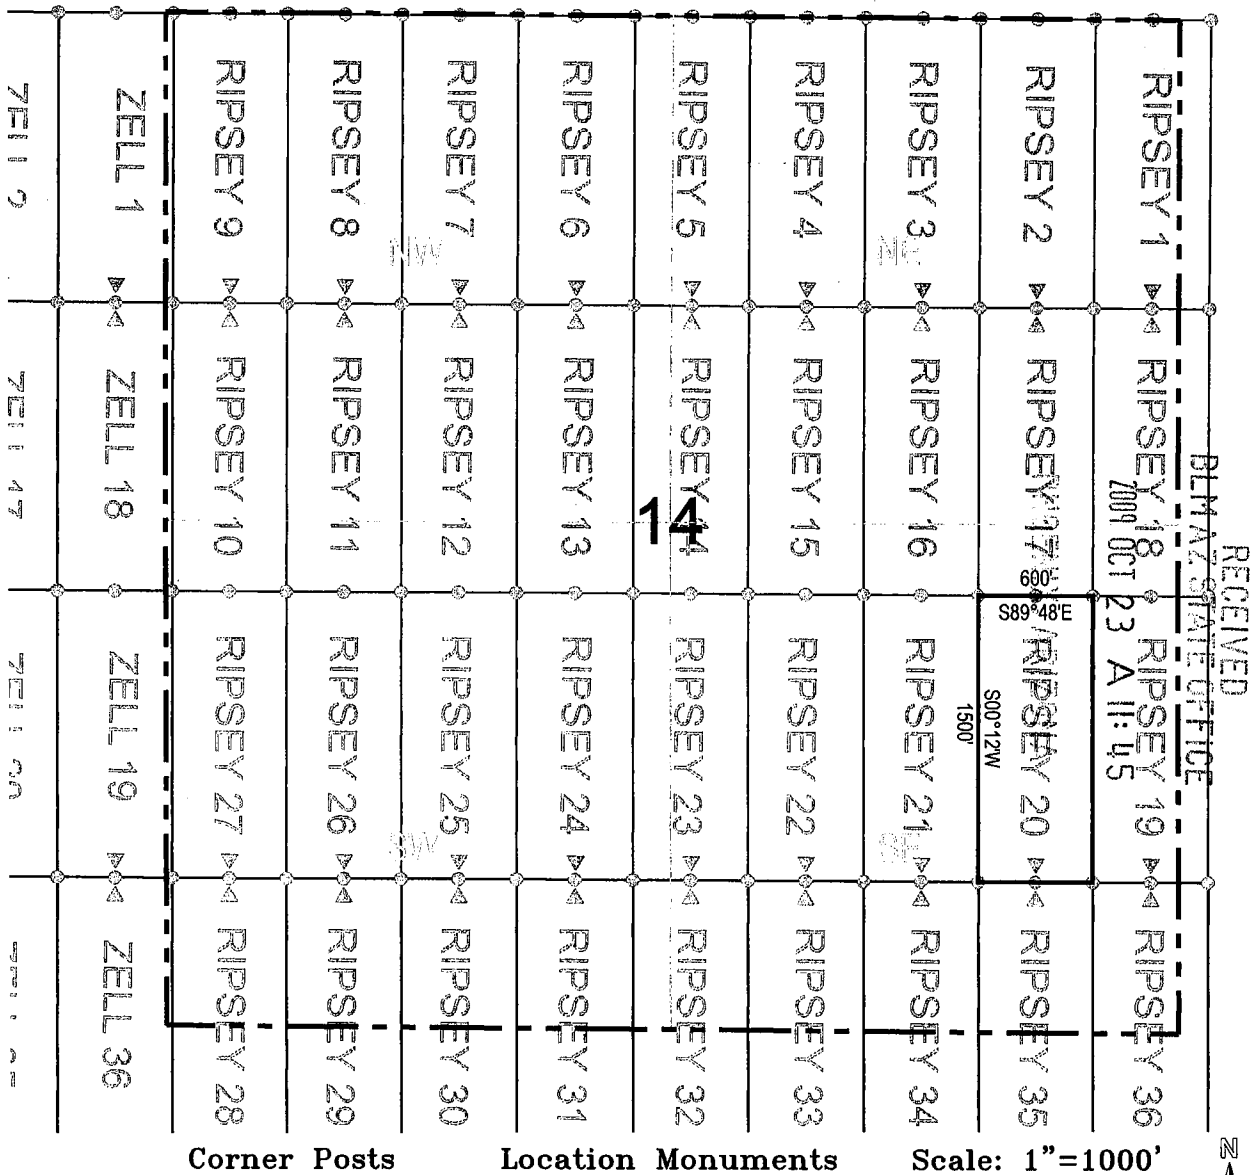 RIPSEY 1
RIPSEY 2
RIPSEY 3
RIPSEY 4
RIPSEY 5
RIPSEY 6
RIPSEY 7
RIPSEY 8
RIPSEY 9
ZELL 1
NW
RIPSEY 18
RIPSEY 17
RIPSEY 16
RIPSEY 15
RIPSEY 13
RIPSEY 12
RIPSEY 11
RIPSEY 10
ZELL 18
14
RECEIVED
BLM AZ STATE OFFICE
2009 OCT 23 A 11: 45
600'
S89°48'E
S00°12'W
1500'
RIPSEY 19
RIPSEY 20
RIPSEY 21
RIPSEY 22
RIPSEY 23
RIPSEY 24
RIPSEY 25
RIPSEY 26
RIPSEY 27
ZELL 19
SW
RIPSEY 36
RIPSEY 35
RIPSEY 34
RIPSEY 33
RIPSEY 32
RIPSEY 31
RIPSEY 30
RIPSEY 29
RIPSEY 28
ZELL 36
Corner Posts Location Monuments Scale: 1"=1000'
N